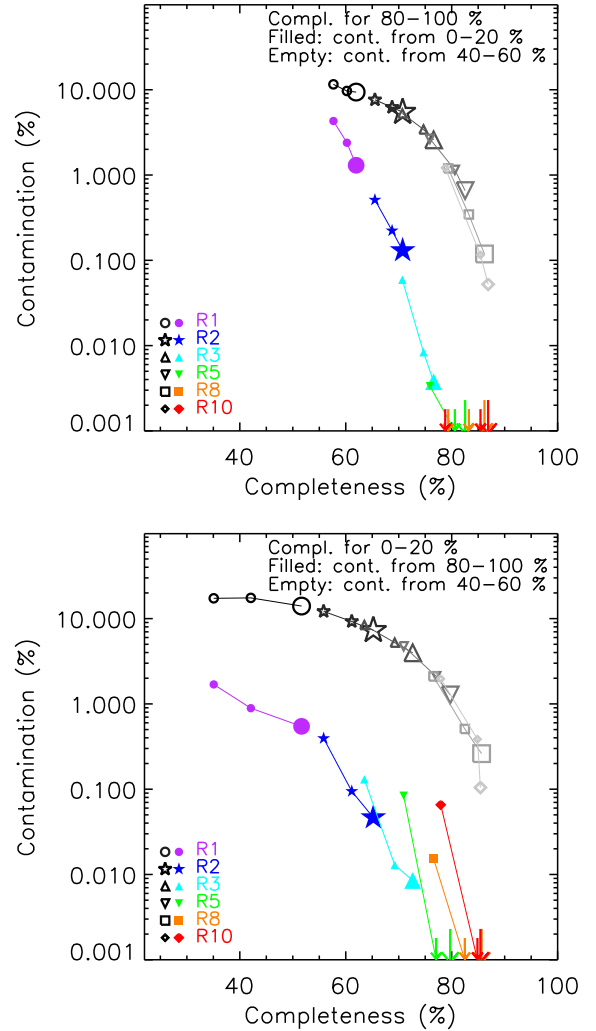 Compl. for 80-100 %
Filled: cont. from 0-20 %
Empty: cont. from 40-60 %
10.000
1.000
0.100
0.010
0.001
Contamination (%)
R1
R2
R3
R5
R8
R10
40 60 80 100
Completeness (%)
Compl. for 0-20 %
Filled: cont. from 80-100 %
Empty: cont. from 40-60 %
10.000
1.000
0.100
0.010
0.001
Contamination (%)
R1
R2
R3
R5
R8
R10
40 60 80 100
Completeness (%)